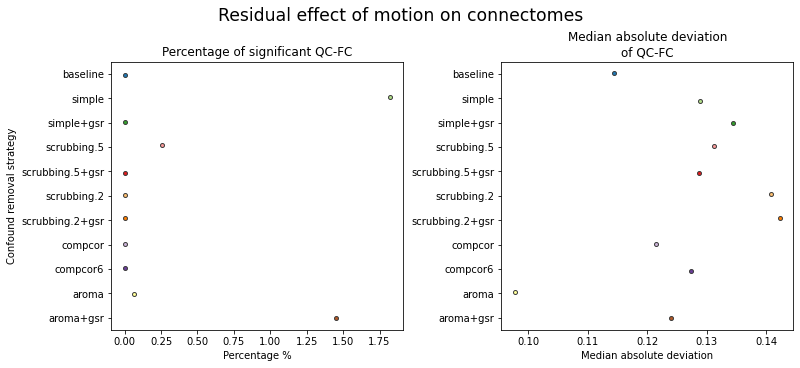 Residual effect of motion on connectomes
Percentage of significant QC-FC
Confound removal strategy
baseline
simple
simple+gsr
scrubbing.5
scrubbing.5+gsr
scrubbing.2
scrubbing.2+gsr
compcor
compcor6
aroma
aroma+gsr
0.00 0.25 0.50 0.75 1.00 1.25 1.50 1.75
Percentage %
Median absolute deviation
of QC-FC
baseline
simple
simple+gsr
scrubbing.5
scrubbing.5+gsr
scrubbing.2
scrubbing.2+gsr
compcor
compcor6
aroma
aroma+gsr
0.10 0.11 0.12 0.13 0.14
Median absolute deviation